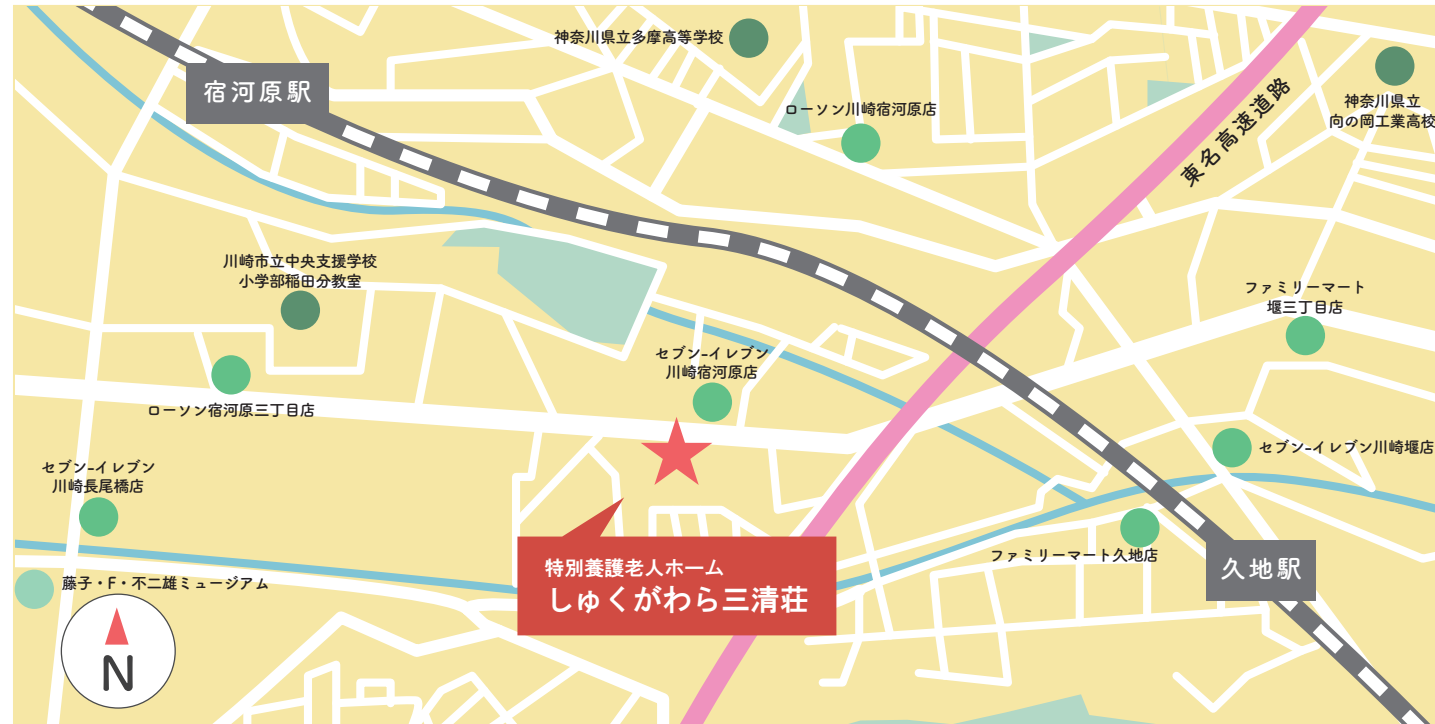 神奈川県立多摩高等学校
宿河原駅
ローソン川崎宿河原店
東名高速道路
神奈川県立
向の岡工業高校
川崎市立中央支援学校
小学部稲田分教室
ファミリーマート
堰三丁目店
セブン-イレブン
川崎宿河原店
ローソン宿河原三丁目店
セブン-イレブン川崎堰店
セブン-イレブン
川崎長尾橋店
ファミリーマート久地店
久地駅
特別養護老人ホーム
しゅくがわら三清荘
藤子・F・不二雄ミュージアム
N